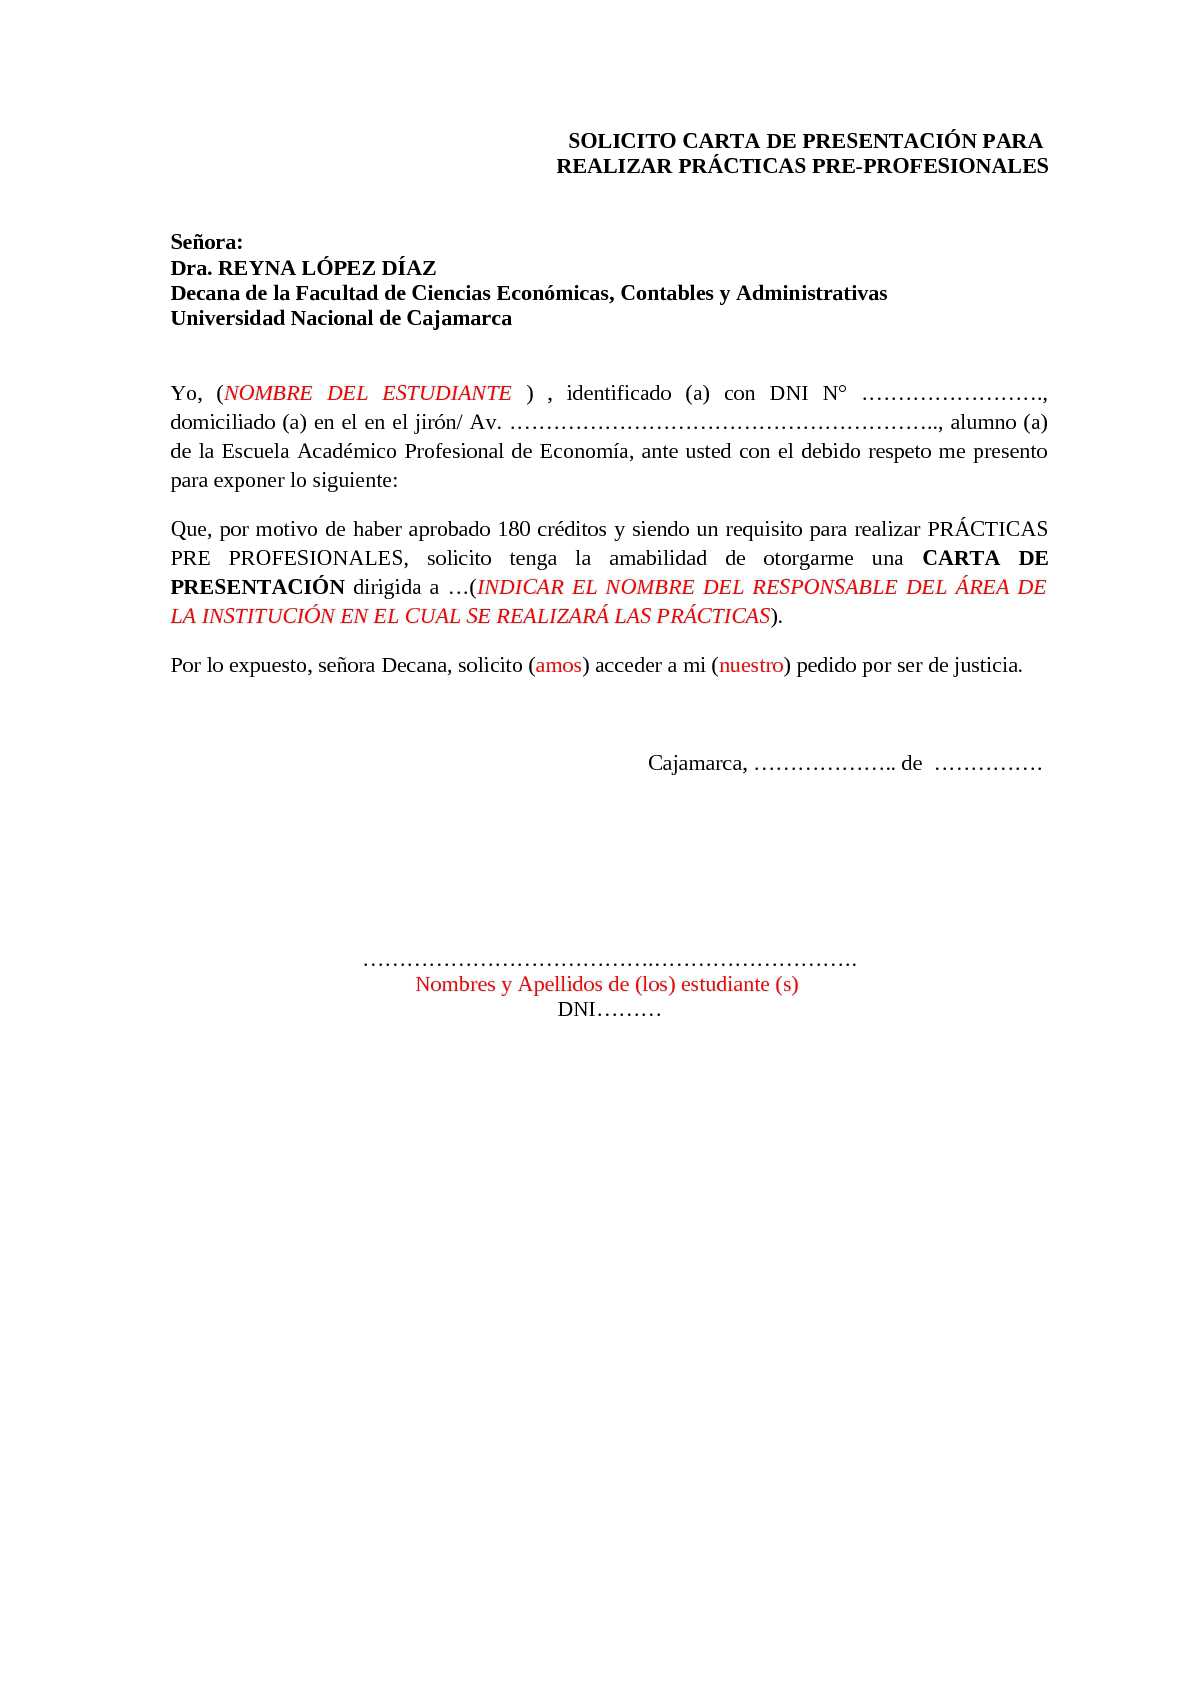 SOLICITO CARTA DE PRESENTACIÓN PARA
REALIZAR PRÁCTICAS PRE-PROFESIONALES
Señora:
Dra. REYNA LÓPEZ DÍAZ
Decana de la Facultad de Ciencias Económicas, Contables y Administrativas
Universidad Nacional de Cajamarca
Yo, (NOMBRE DEL ESTUDIANTE ) , identificado (a) con DNI N° …………………….,
domiciliado (a) en el en el jirón/ Av. ………………………………………………….., alumno (a)
de la Escuela Académico Profesional de Economía, ante usted con el debido respeto me presento
para exponer lo siguiente:
Que, por motivo de haber aprobado 180 créditos y siendo un requisito para realizar PRÁCTICAS
PRE PROFESIONALES, solicito tenga la amabilidad de otorgarme una CARTA DE
PRESENTACIÓN dirigida a …(INDICAR EL NOMBRE DEL RESPONSABLE DEL ÁREA DE
LA INSTITUCIÓN EN EL CUAL SE REALIZARÁ LAS PRÁCTICAS).
Por lo expuesto, señora Decana, solicito (amos) acceder a mi (nuestro) pedido por ser de justicia.
Cajamarca, ……………….. de  ……………
………………………………….……………………….
Nombres y Apellidos de (los) estudiante (s)
DNI………